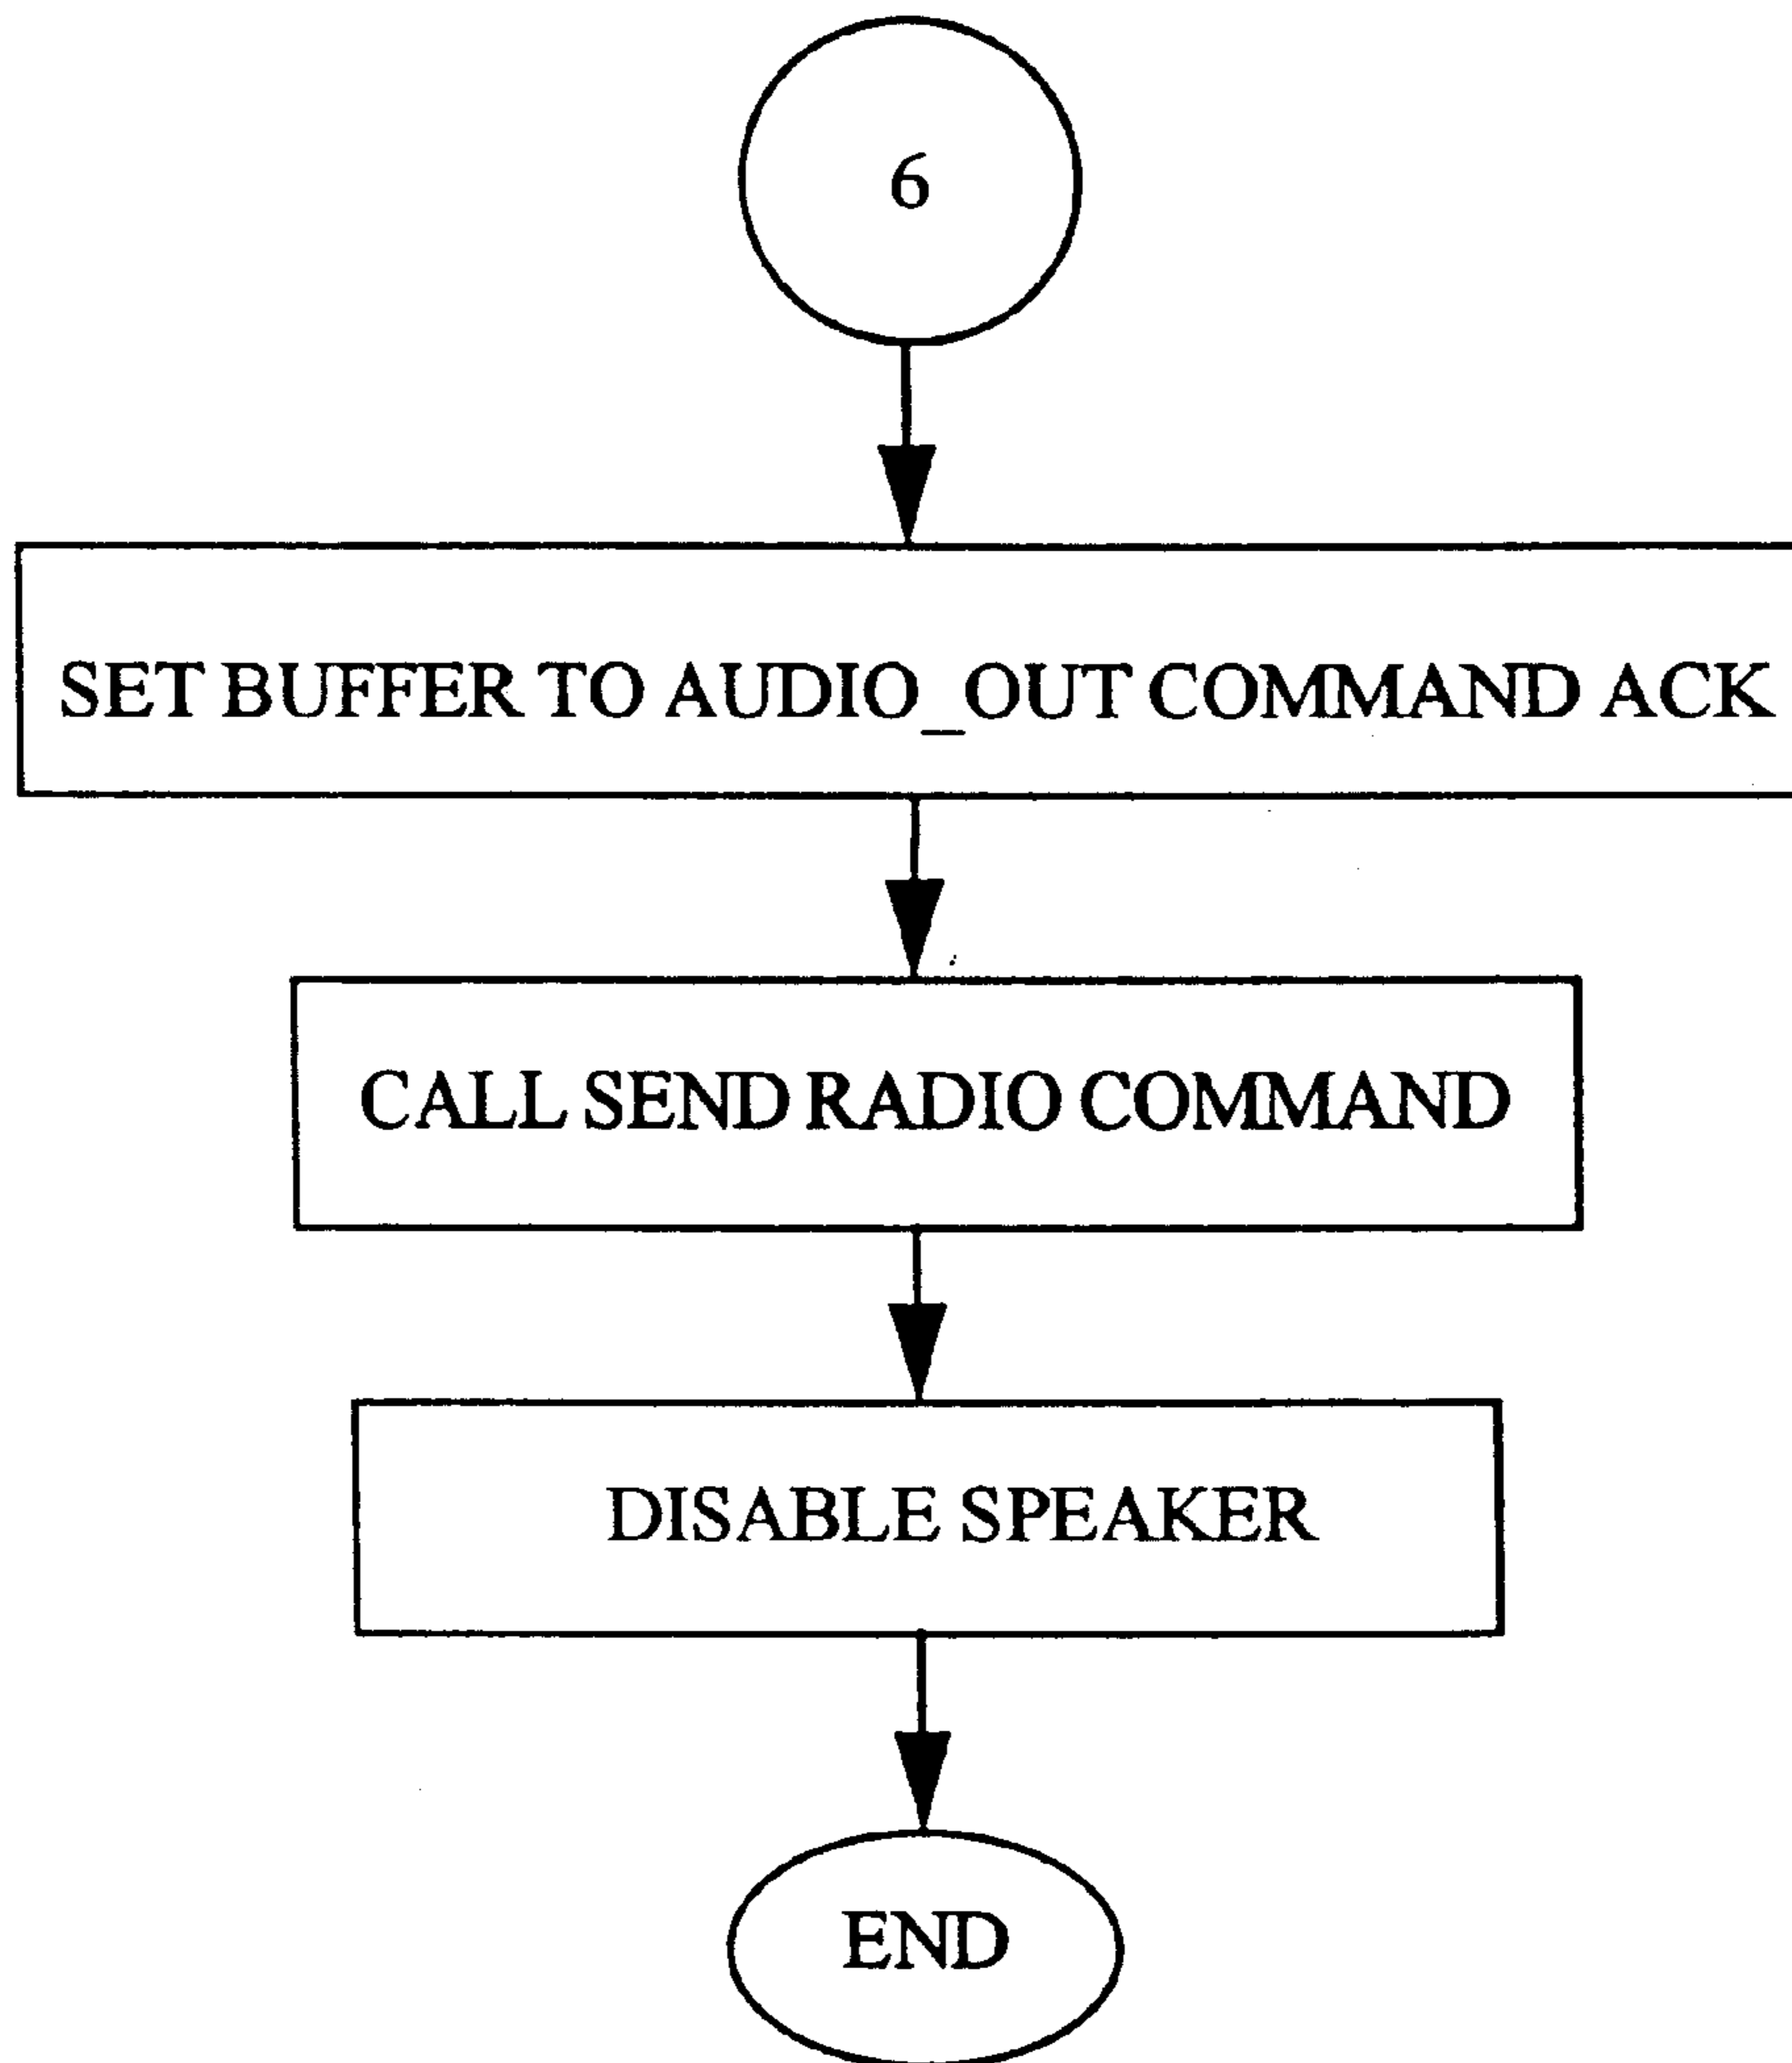 6
SET BUFFER TO AUDIO_OUT COMMAND ACK
CALL SEND RADIO COMMAND
DISABLE SPEAKER
END